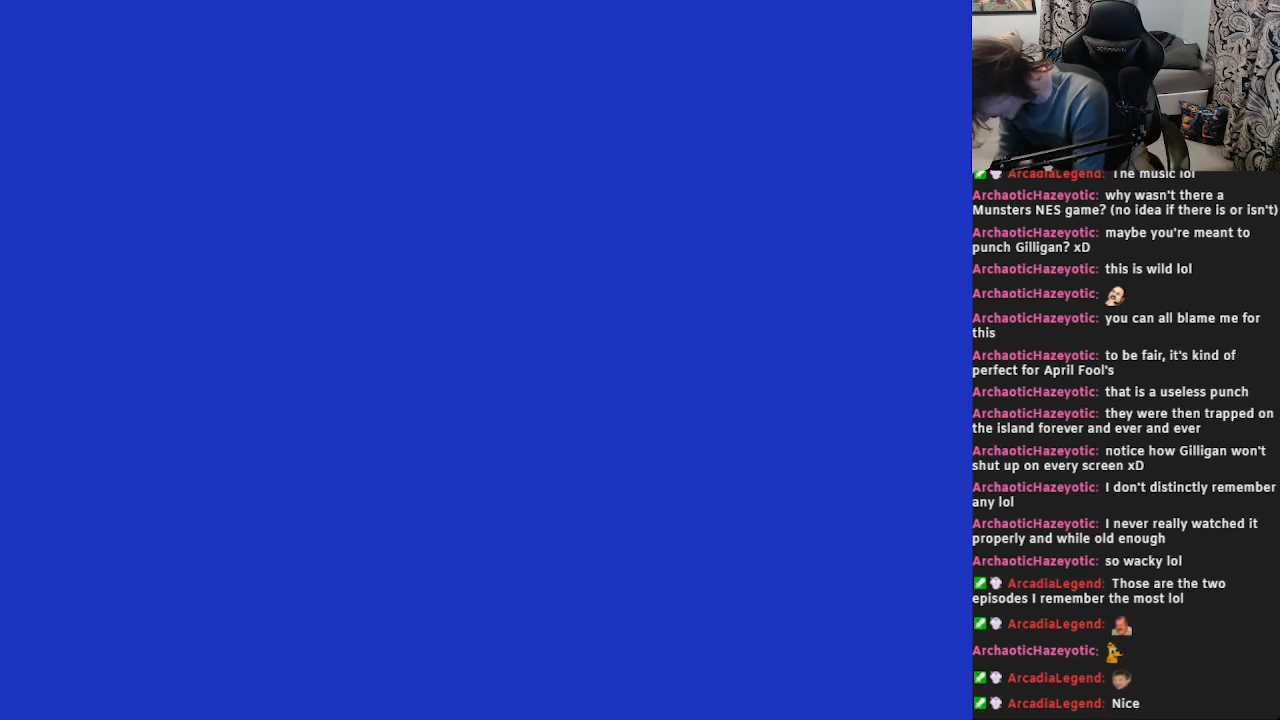 ArcadiaLegend: The music lol
ArchaoticHazeyotic: why wasn't there a
Munsters NES game? (no idea if there is or isn't)
ArchaoticHazeyotic: maybe you're meant to
punch Gilligan? xD
ArchaoticHazeyotic: this is wild lol
ArchaoticHazeyotic:
ArchaoticHazeyotic: you can all blame me for
this
ArchaoticHazeyotic: to be fair, it's kind of
perfect for April Fool's
ArchaoticHazeyotic: that is a useless punch
ArchaoticHazeyotic: they were then trapped on
the island forever and ever and ever
ArchaoticHazeyotic: notice how Gilligan won't
shut up on every screen xD
ArchaoticHazeyotic: I don't distinctly remember
any lol
ArchaoticHazeyotic: I never really watched it
properly and while old enough
ArchaoticHazeyotic: so wacky lol
ArcadiaLegend: Those are the two
episodes I remember the most lol
ArcadiaLegend:
ArchaoticHazeyotic:
ArcadiaLegend:
ArcadiaLegend: Nice